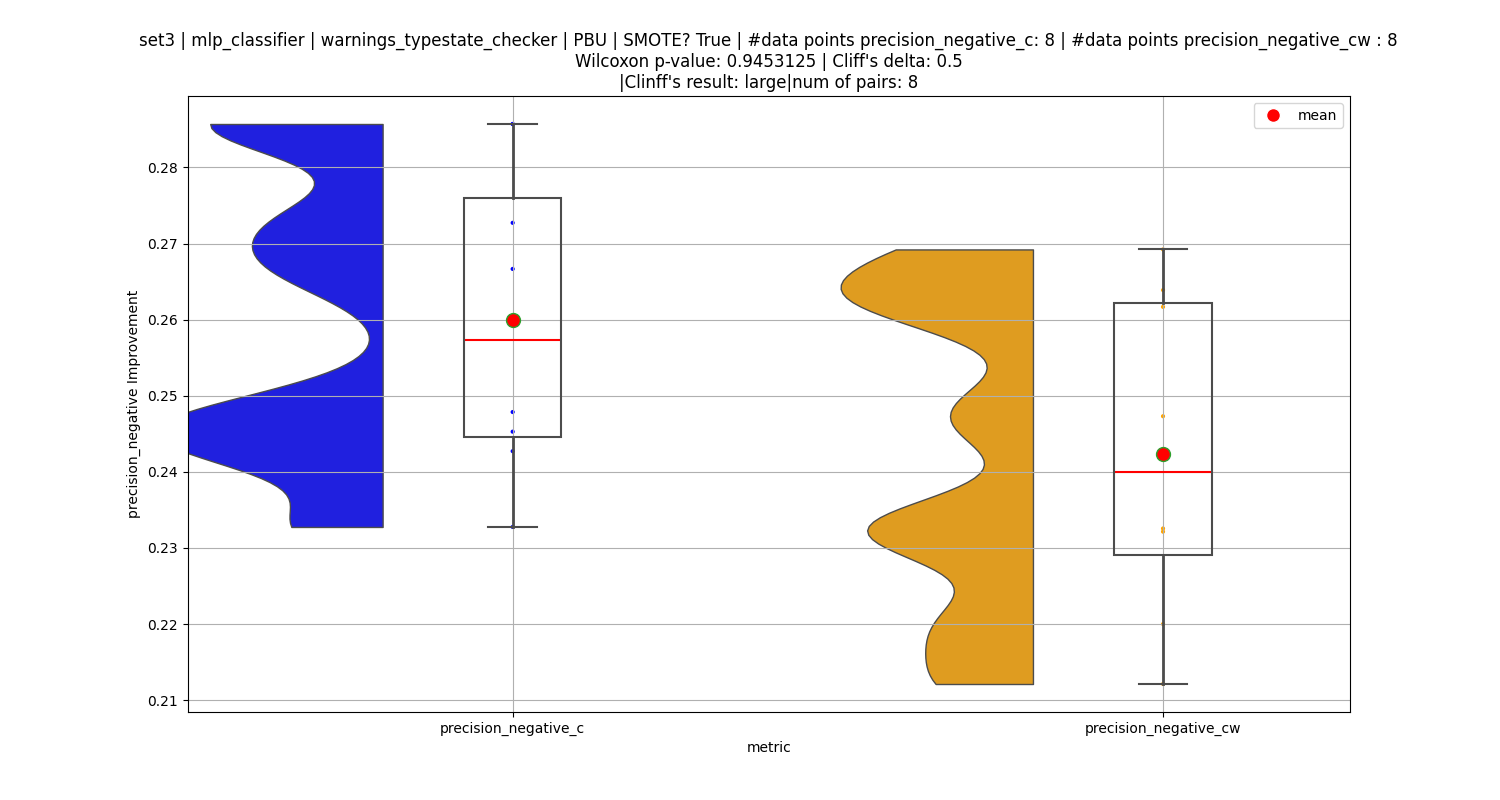 set3 | mlp_classifier | warnings_typestate_checker | PBU | SMOTE? True | #data points precision_negative_c: 8 | #data points precision_negative_cw : 8
Wilcoxon p-value: 0.9453125 | Cliff's delta: 0.5
|Clinff's result: large|num of pairs: 8
mean
0.28
0.27
0.26
0.25
0.24
0.23
0.22
0.21
precision_negative Improvement
precision_negative_c
precision_negative_cw
metric